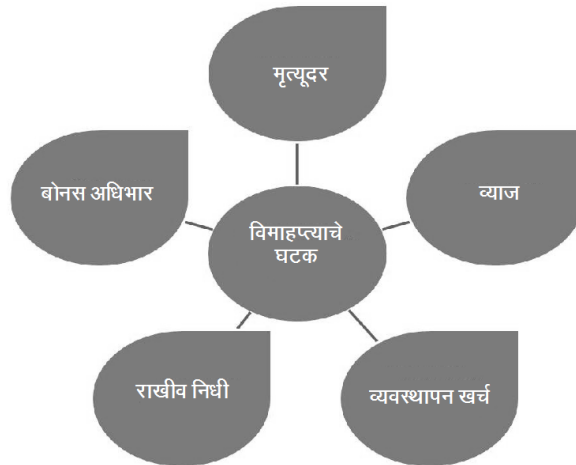 मृत्यूदर
बोनस अधिभार
व्याज
विमाहप्त्याचे
घटक
राखीव निधी
व्यवस्थापन खर्च